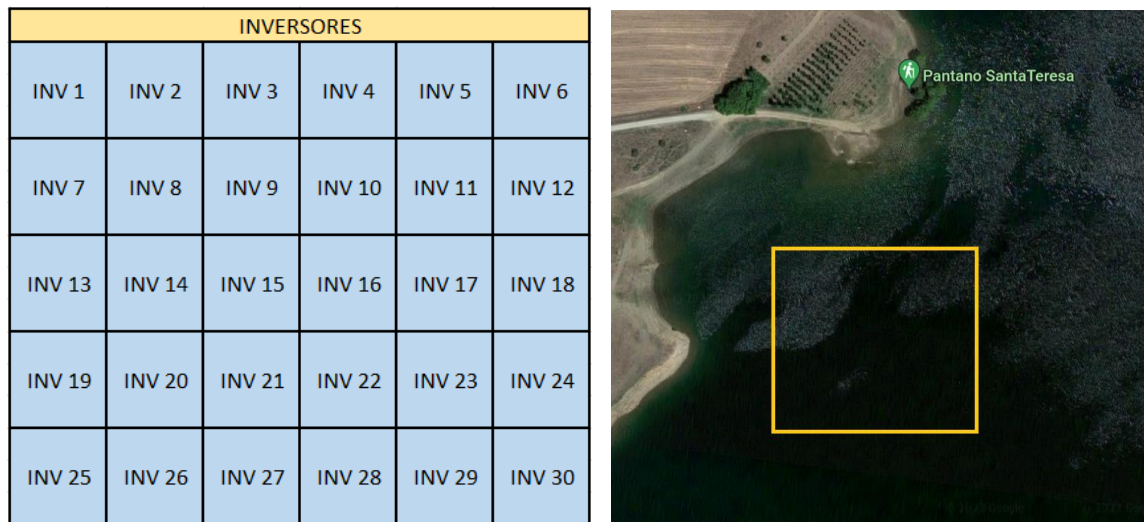 INVERSORES
INV 1 INV 2 INV 3 INV 4 INV 5 INV 6
INV 7 INV 8 INV 9 INV 10 INV 11 INV 12
INV 13 INV 14 INV 15 INV 16 INV 17 INV 18
INV 19 INV 20 INV 21 INV 22 INV 23 INV 24
INV 25 INV 26 INV 27 INV 28 INV 29 INV 30
Pantano SantaTeresa